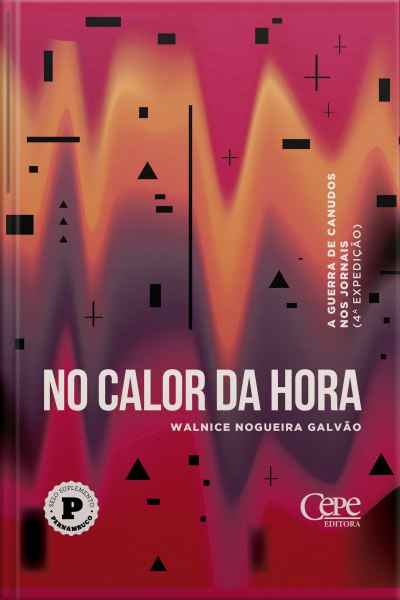 A GUERRA DE CANUDOS
NOS JORNAIS
(4ª EXPEDIÇÃO)
NO CALOR DA HORA
WALNICE NOGUEIRA GALVÃO
SELO SUPLEMENTO
P
PERNAMBUCO
Cepe
EDITORA